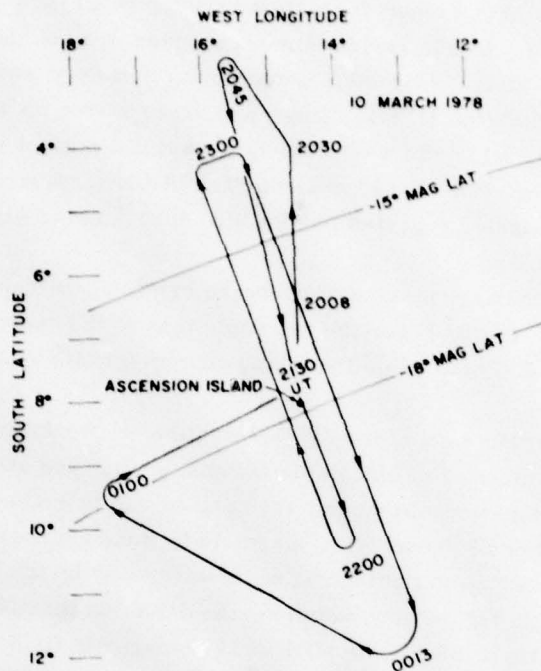 WEST LONGITUDE
18°
16°
14°
12°
10 MARCH 1978
2045
2030
4°
2300
-15° MAG LAT
6°
2008
SOUTH LATITUDE
2130
UT
-18° MAG LAT
ASCENSION ISLAND
8°
0100
10°
2200
12°
0013